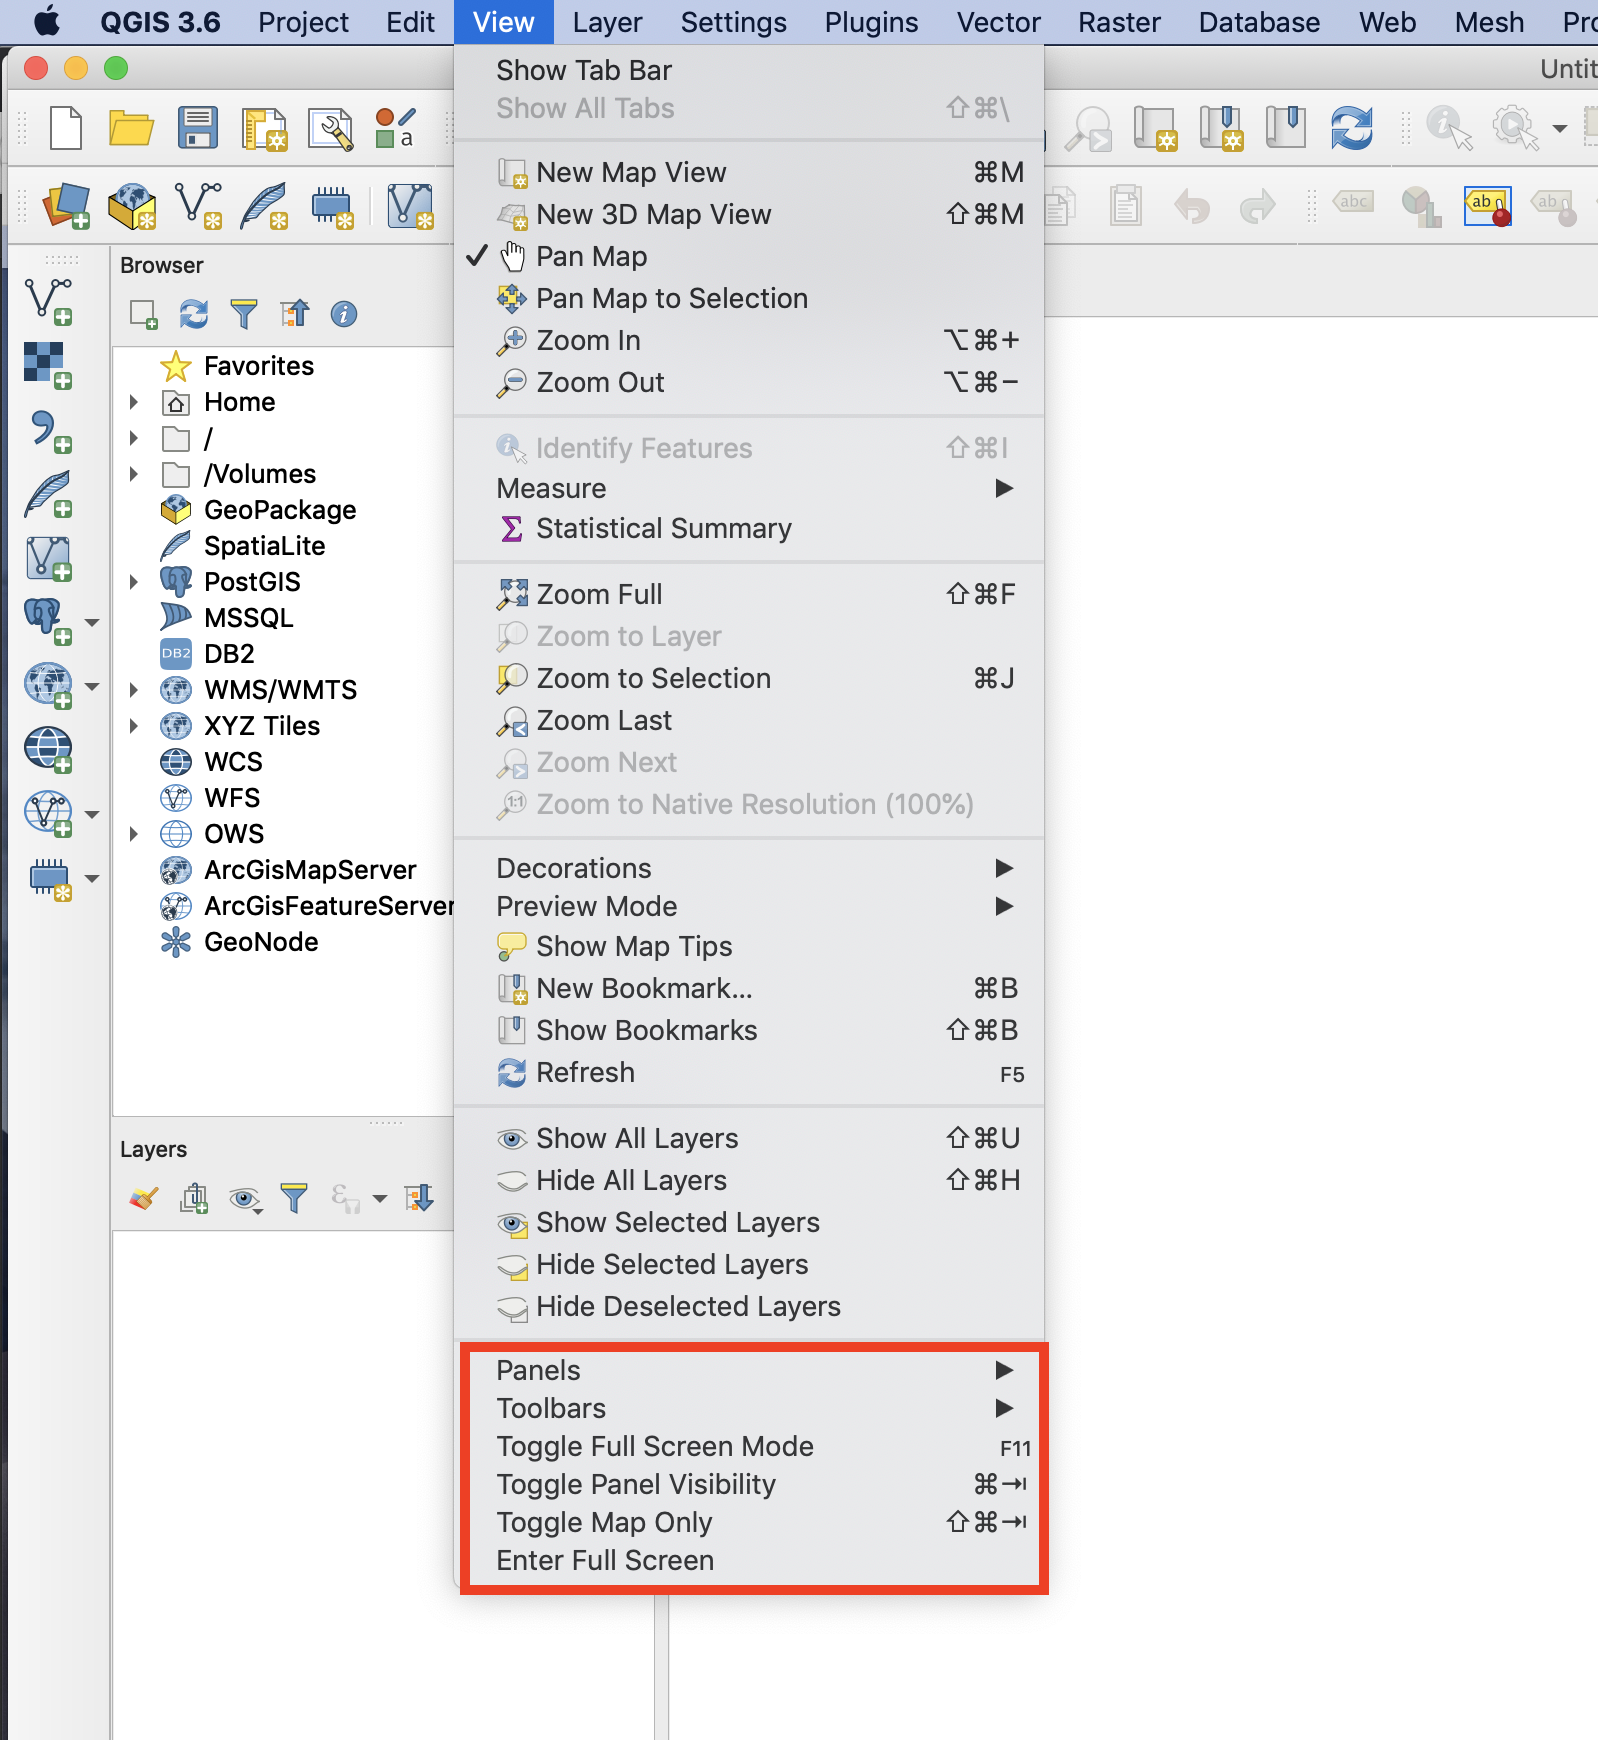 QGIS 3.6 Project Edit View Layer Settings Plugins Vector Raster Database Web Mesh Pro
Untit
Show Tab Bar
Show All Tabs ⇧⌘\
New Map View ⌘M
New 3D Map View ⇧⌘M
Pan Map
Pan Map to Selection
Zoom In ⌥⌘+
Zoom Out ⌥⌘−
Identify Features ⇧⌘I
Measure
Statistical Summary
Zoom Full ⇧⌘F
Zoom to Layer
Zoom to Selection ⌘J
Zoom Last
Zoom Next
Zoom to Native Resolution (100%)
Decorations
Preview Mode
Show Map Tips
New Bookmark... ⌘B
Show Bookmarks ⇧⌘B
Refresh F5
Show All Layers ⇧⌘U
Hide All Layers ⇧⌘H
Show Selected Layers
Hide Selected Layers
Hide Deselected Layers
Panels
Toolbars
Toggle Full Screen Mode F11
Toggle Panel Visibility ⌘⇥
Toggle Map Only ⇧⌘⇥
Enter Full Screen
a
abc
ab
ab
Browser
Favorites
Home
/
/Volumes
GeoPackage
SpatiaLite
PostGIS
MSSQL
DB2 DB2
WMS/WMTS
XYZ Tiles
WCS
WFS
OWS
ArcGisMapServer
ArcGisFeatureServer
GeoNode
Layers